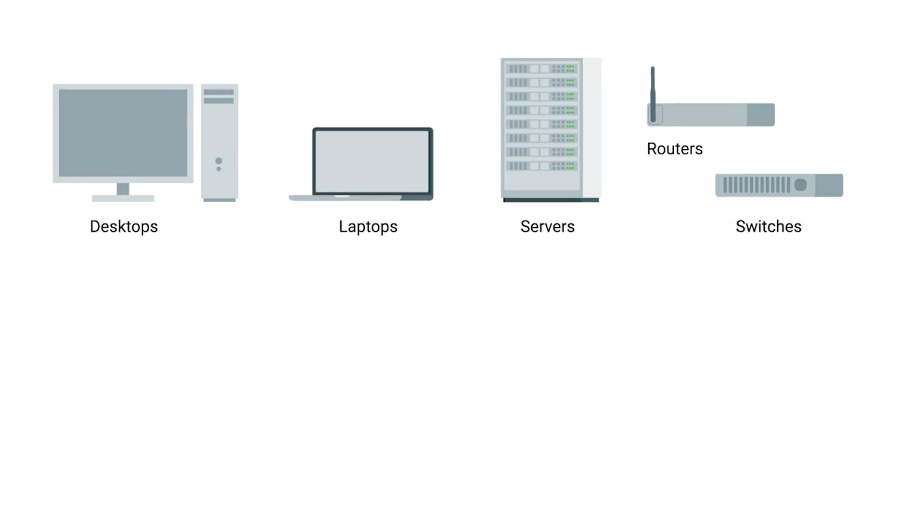 Routers
Desktops
Laptops
Servers
Switches